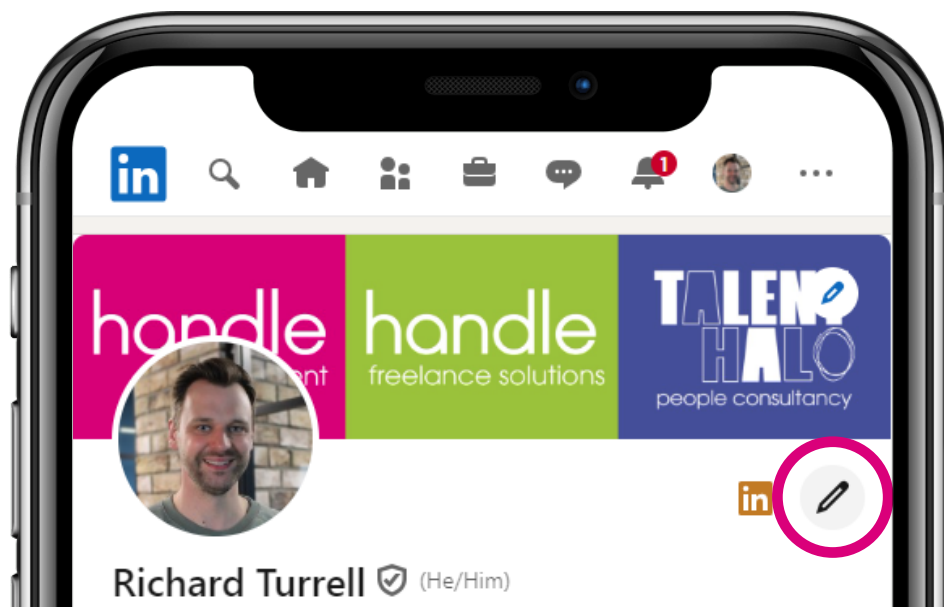 in
1
handle handle TALENT
HALO
freelance solutions
people consultancy
in
Richard Turrell (He/Him)